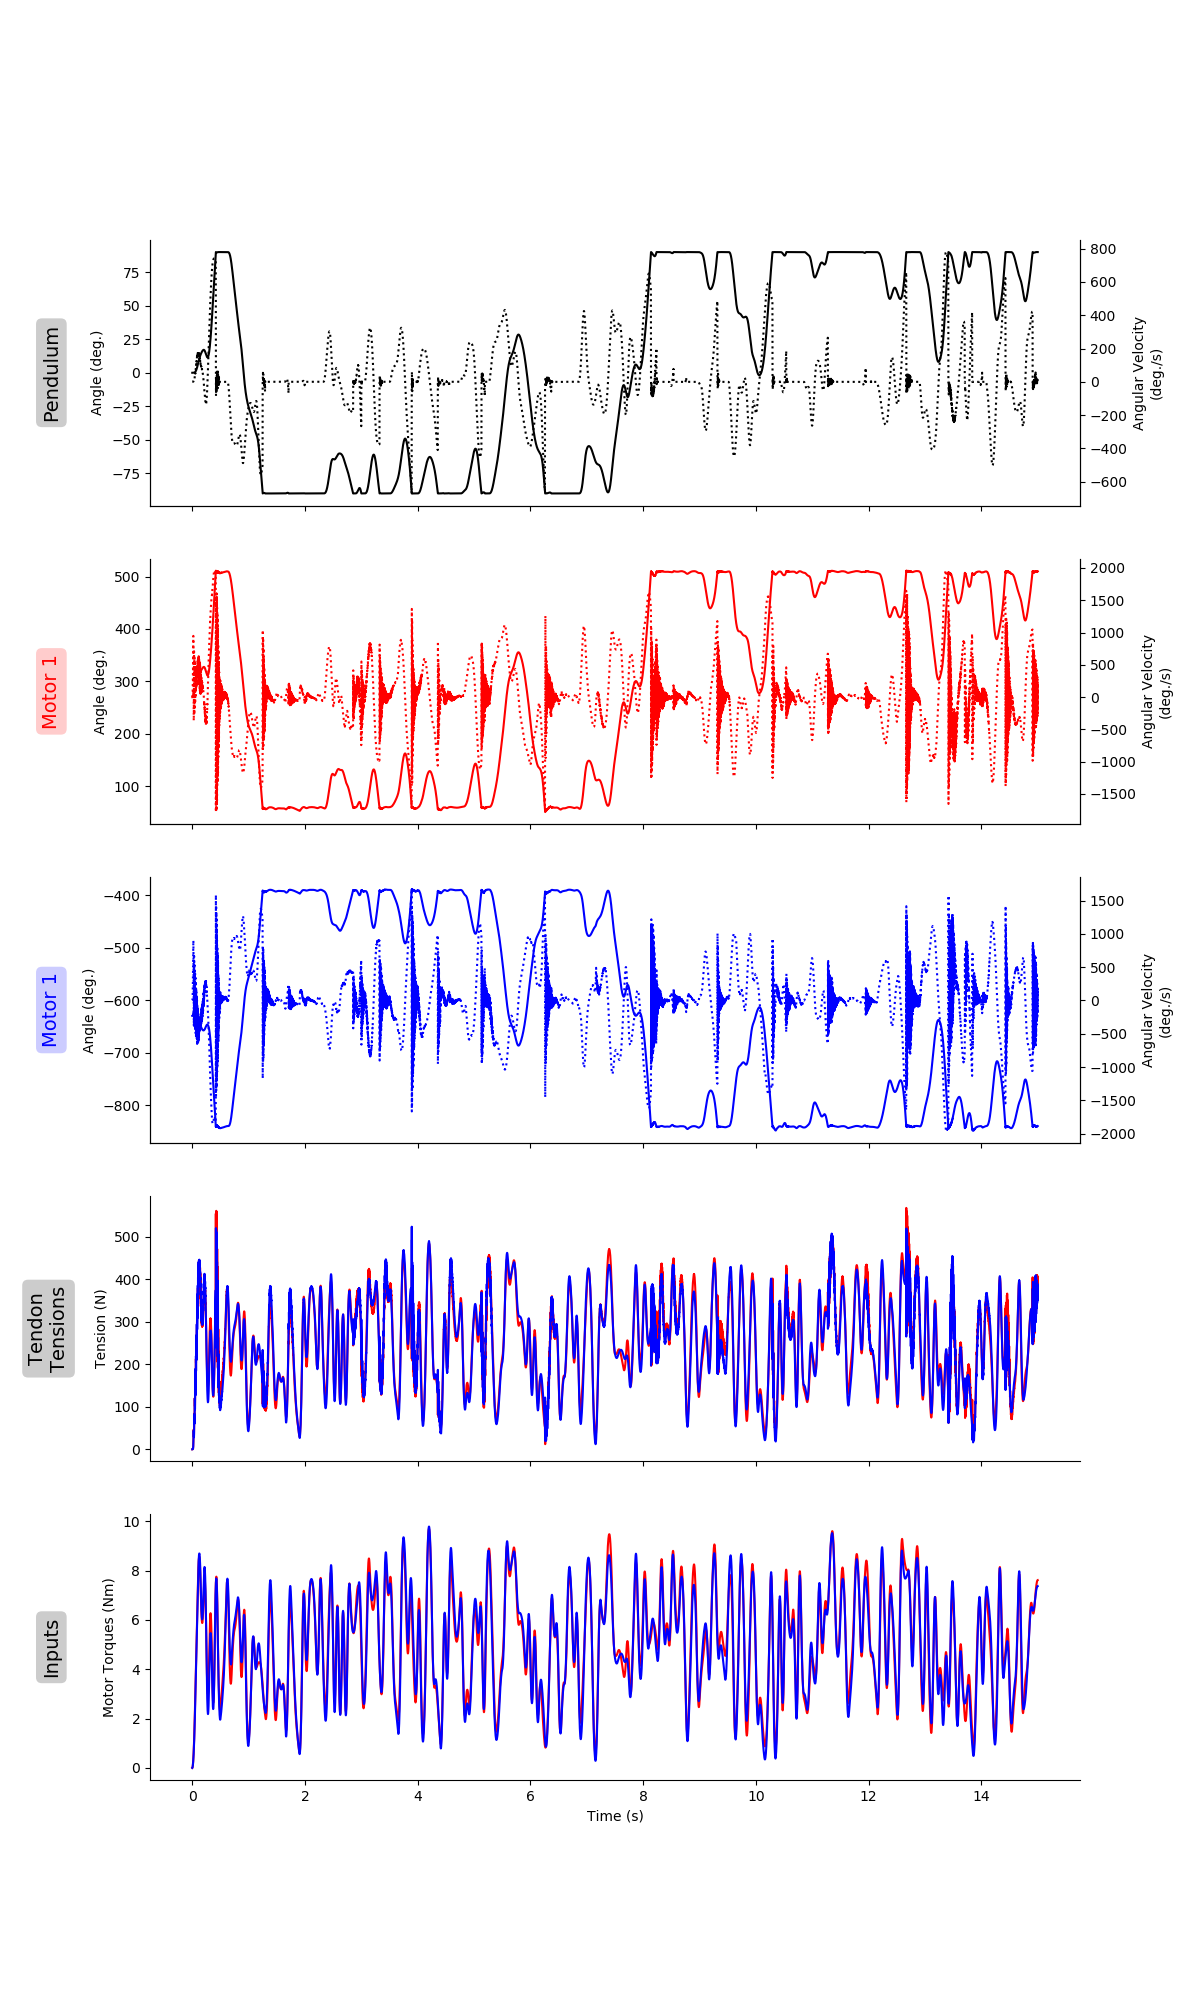 Pendulum
Angle (deg.)
75
50
25
0
−25
−50
−75
800
600
400
200
0
−200
−400
−600
Angular Velocity
(deg./s)
Motor 1
Angle (deg.)
500
400
300
200
100
2000
1500
1000
500
0
−500
−1000
−1500
Angular Velocity
(deg./s)
Motor 1
Angle (deg.)
−400
−500
−600
−700
−800
1500
1000
500
0
−500
−1000
−1500
−2000
Angular Velocity
(deg./s)
Tendon
Tensions
Tension (N)
500
400
300
200
100
0
Inputs
Motor Torques (Nm)
10
8
6
4
2
0
0 2 4 6 8 10 12 14
Time (s)